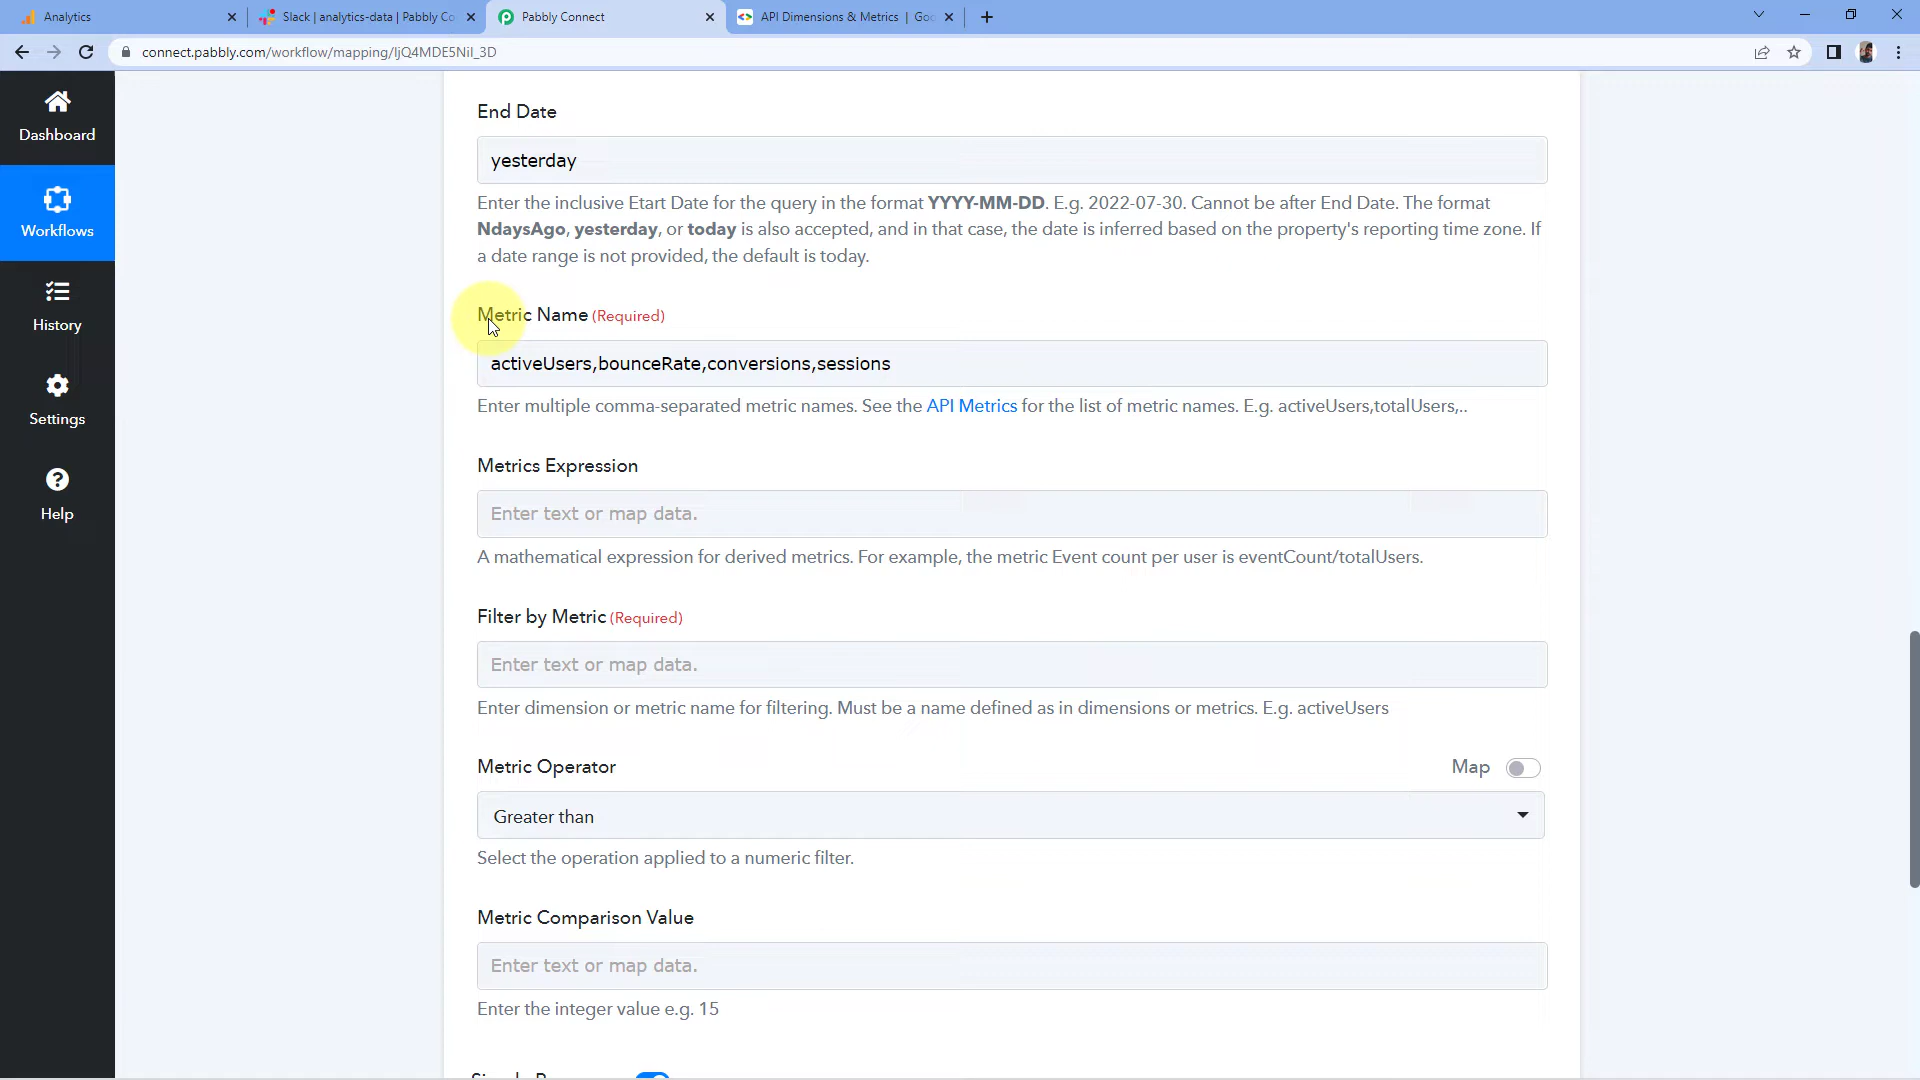 Analytics
Slack | analytics-data | Pabbly Co
Pabbly Connect
API Dimensions & Metrics | Goo
connect.pabbly.com/workflow/mapping/IjQ4MDE5NiI_3D
Dashboard
Workflows
History
Settings
Help
End Date
yesterday
Enter the inclusive Etart Date for the query in the format YYYY-MM-DD. E.g. 2022-07-30. Cannot be after End Date. The format
NdaysAgo, yesterday, or today is also accepted, and in that case, the date is inferred based on the property's reporting time zone. If
a date range is not provided, the default is today.
Metric Name (Required)
activeUsers,bounceRate,conversions,sessions
Enter multiple comma-separated metric names. See the API Metrics for the list of metric names. E.g. activeUsers,totalUsers,..
Metrics Expression
Enter text or map data.
A mathematical expression for derived metrics. For example, the metric Event count per user is eventCount/totalUsers.
Filter by Metric (Required)
Enter text or map data.
Enter dimension or metric name for filtering. Must be a name defined as in dimensions or metrics. E.g. activeUsers
Metric Operator
Map
Greater than
Select the operation applied to a numeric filter.
Metric Comparison Value
Enter text or map data.
Enter the integer value e.g. 15